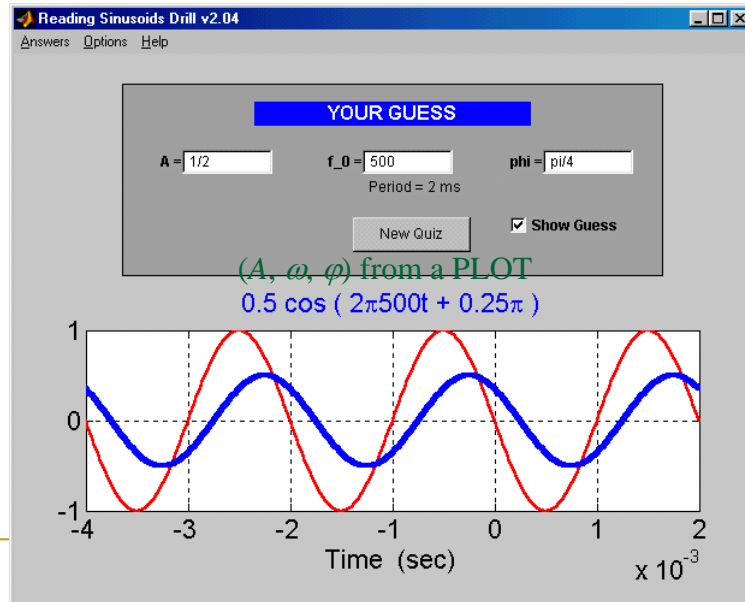 Reading Sinusoids Drill v2.04
Answers Options Help
YOUR GUESS
A = 1/2 f_0 = 500 phi = pi/4
Period = 2 ms
New Quiz Show Guess
(A, ω, φ) from a PLOT
0.5 cos ( 2π500t + 0.25π )
1
0
-1
-4 -3 -2 -1 0 1 2
Time (sec)
x 10^-3